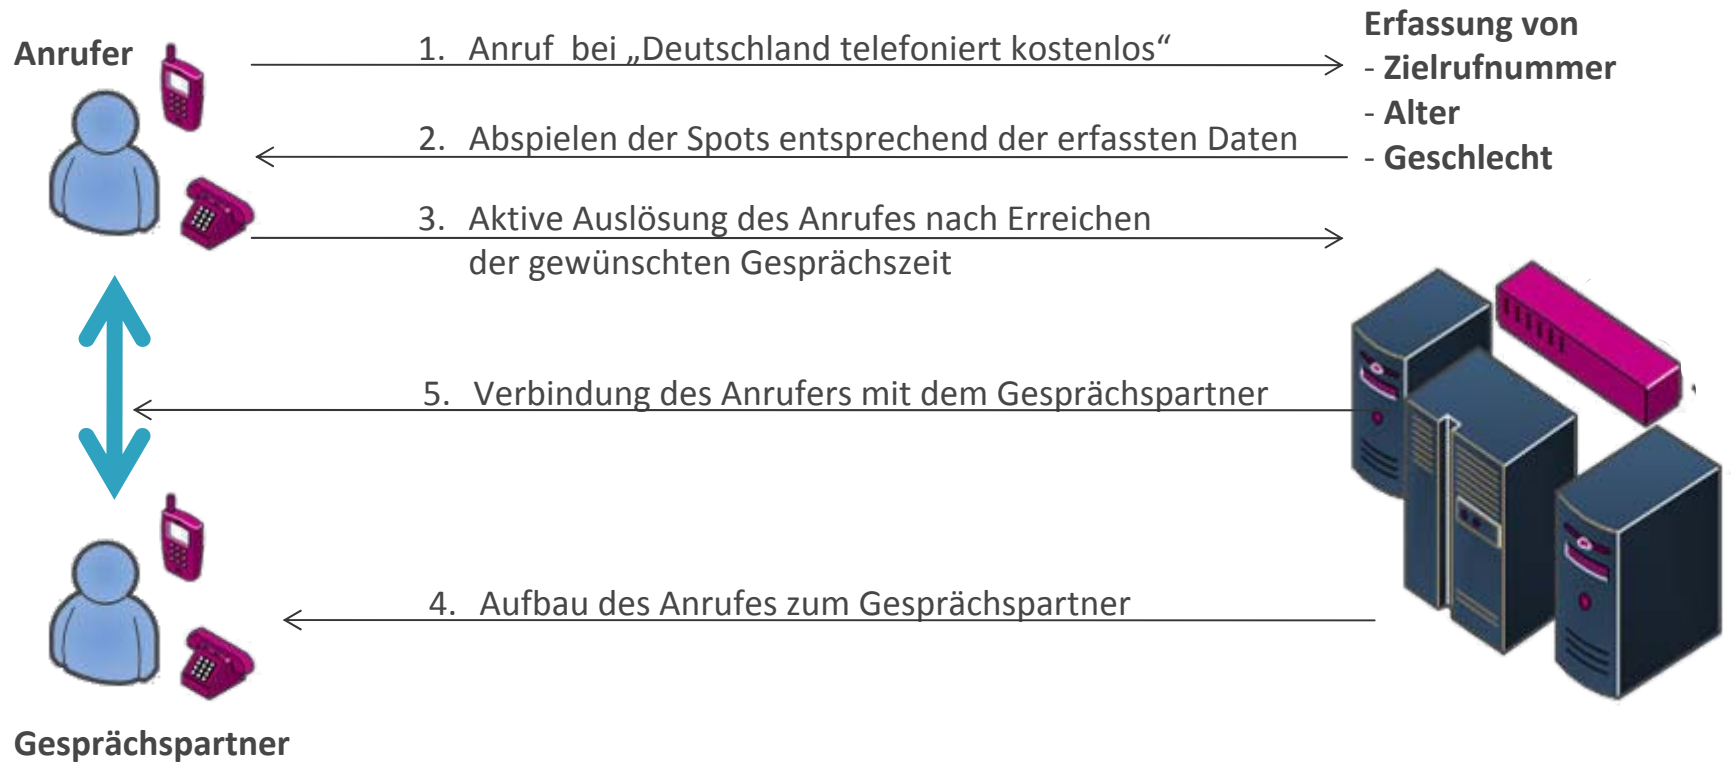 Anrufer
1. Anruf bei „Deutschland telefoniert kostenlos“
Erfassung von
- Zielrufnummer
- Alter
- Geschlecht
2. Abspielen der Spots entsprechend der erfassten Daten
3. Aktive Auslösung des Anrufes nach Erreichen
der gewünschten Gesprächszeit
5. Verbindung des Anrufers mit dem Gesprächspartner
4. Aufbau des Anrufes zum Gesprächspartner
Gesprächspartner